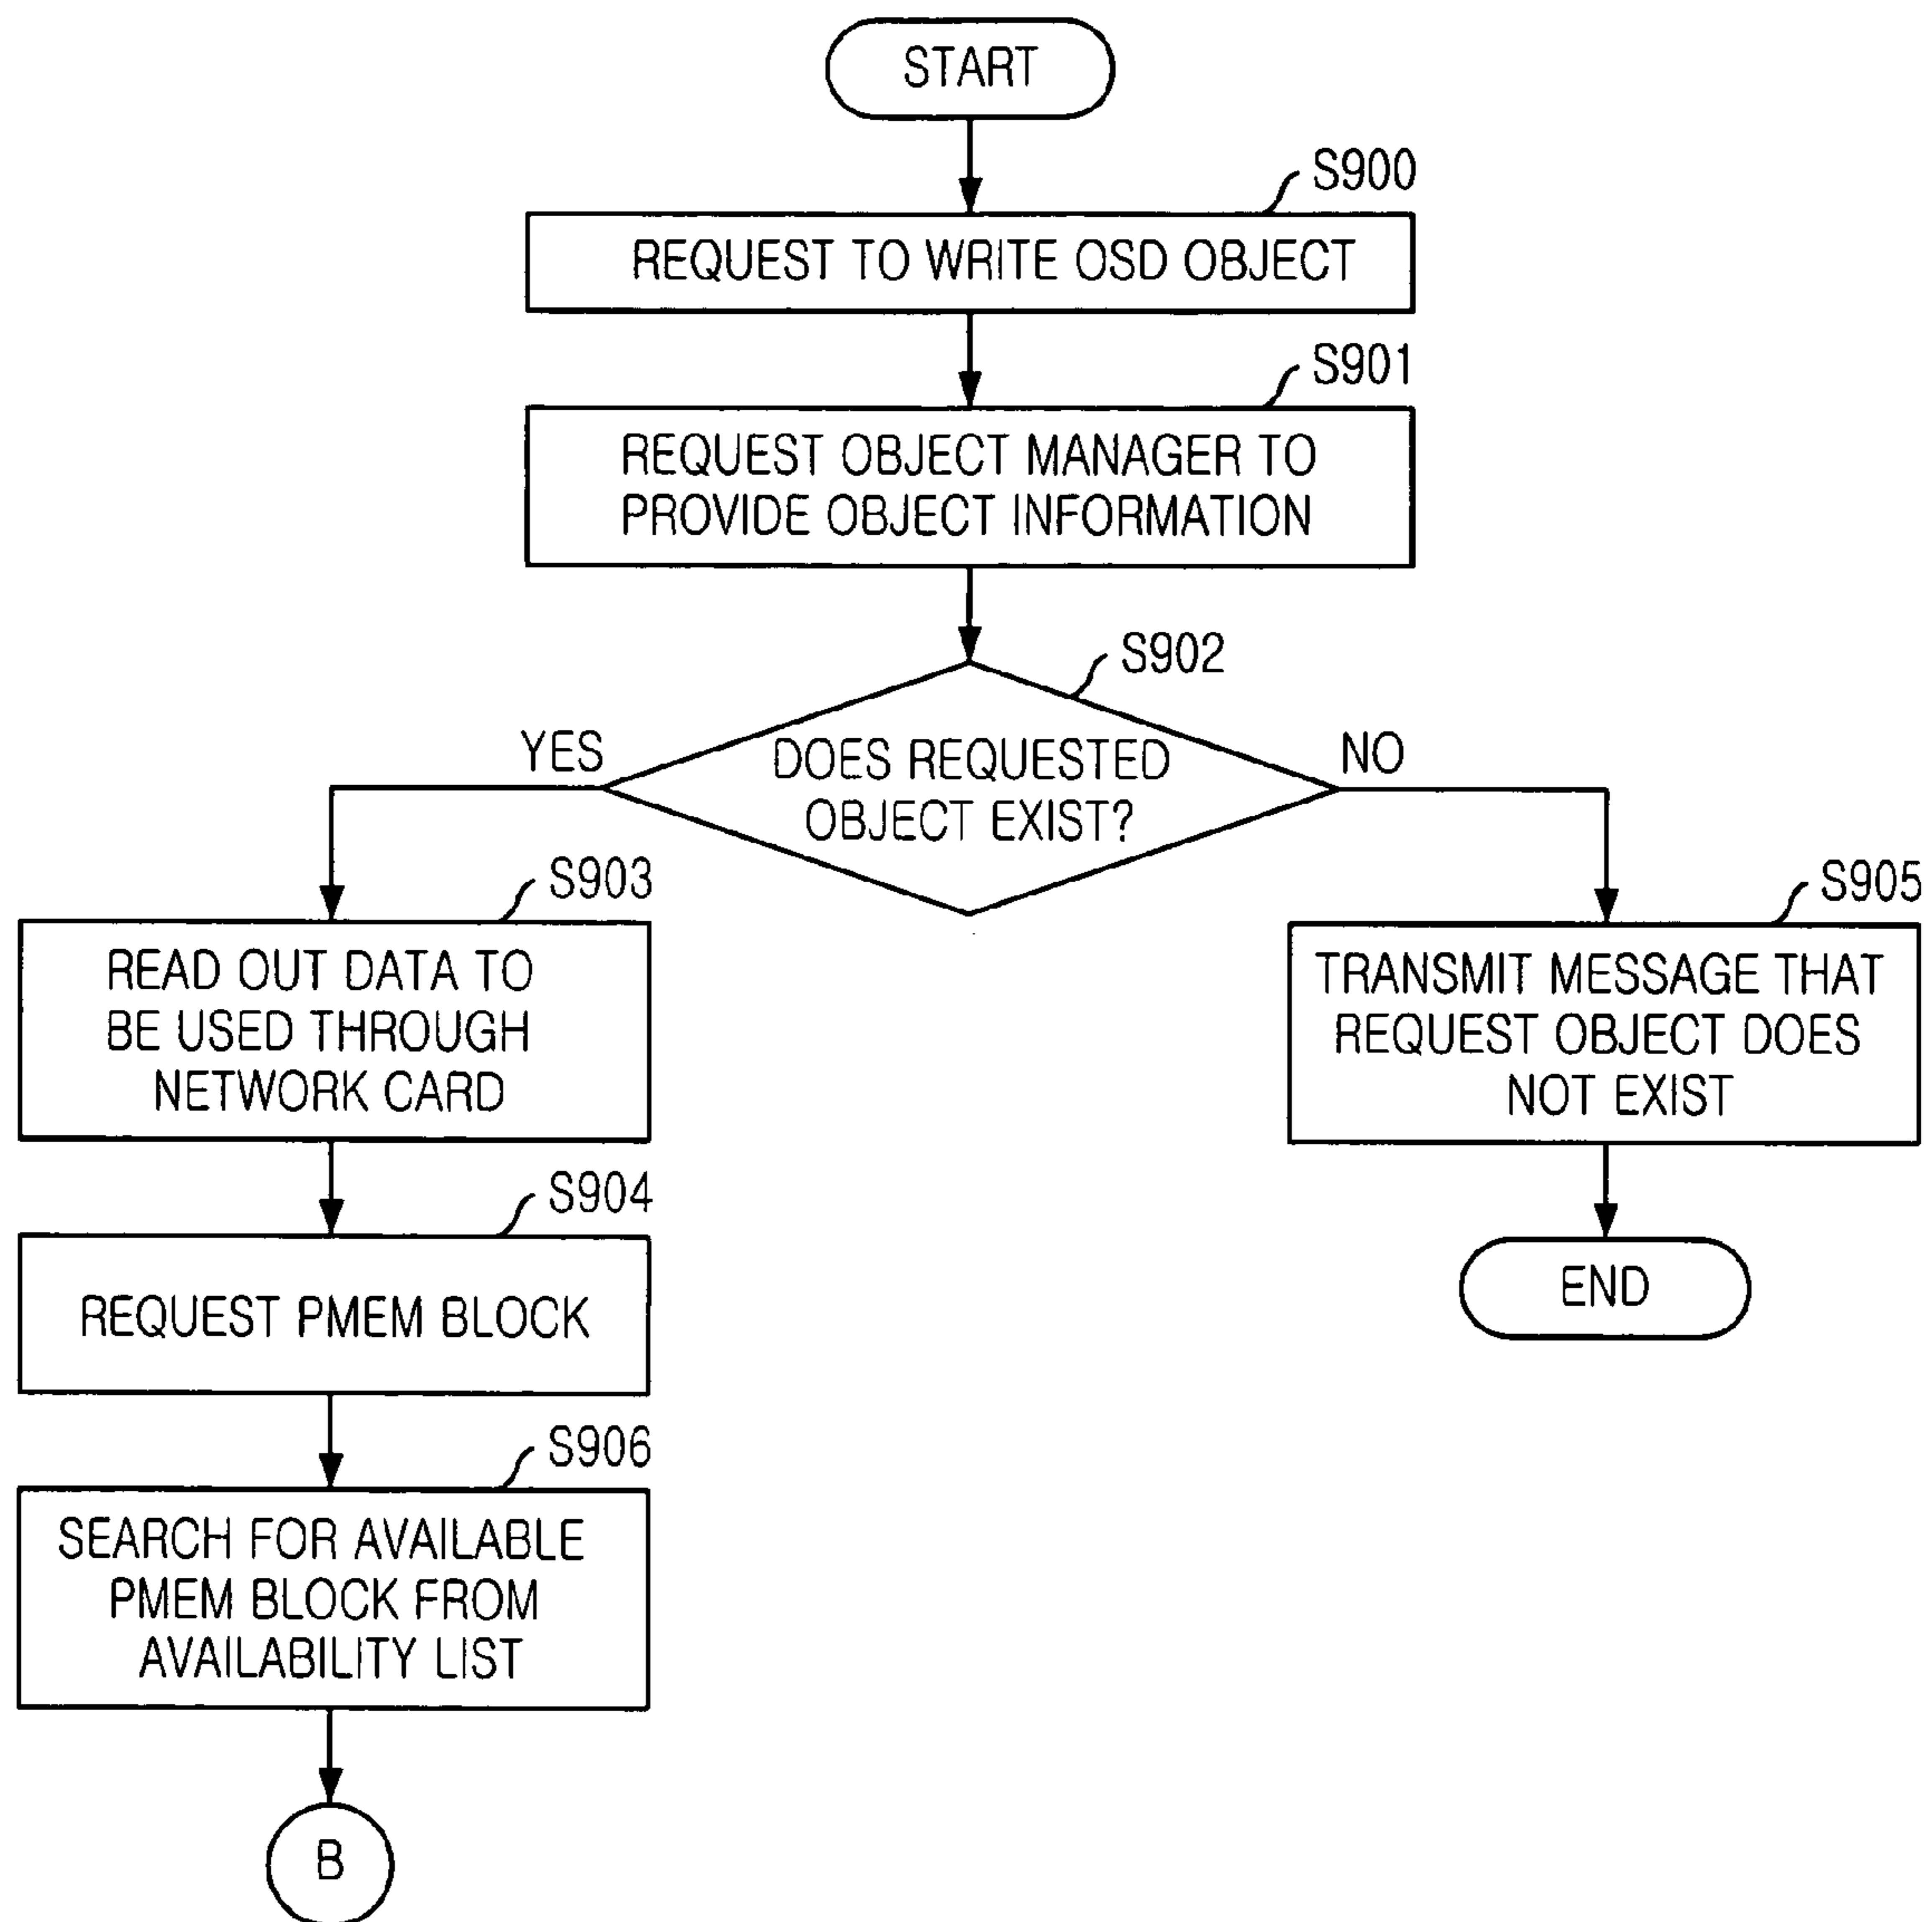 START
S900
REQUEST TO WRITE OSD OBJECT
S901
REQUEST OBJECT MANAGER TO
PROVIDE OBJECT INFORMATION
S902
YES
DOES REQUESTED
OBJECT EXIST?
NO
S903
READ OUT DATA TO
BE USED THROUGH
NETWORK CARD
S905
TRANSMIT MESSAGE THAT
REQUEST OBJECT DOES
NOT EXIST
S904
REQUEST PMEM BLOCK
END
S906
SEARCH FOR AVAILABLE
PMEM BLOCK FROM
AVAILABILITY LIST
B